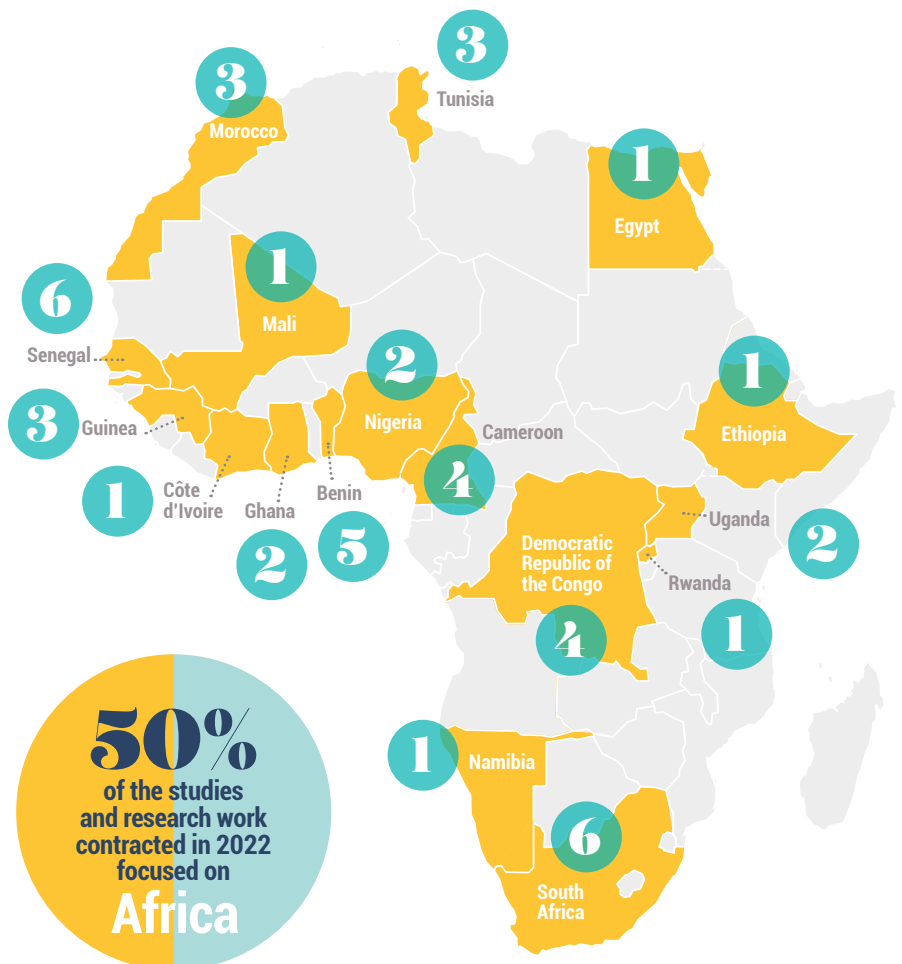 3
Tunisia
3
Morocco
1
Egypt
1
Mali
6
Senegal
2
Nigeria
1
Ethiopia
3
Guinea
Cameroon
4
1
Côte
d'Ivoire
Ghana
2
Benin
5
Uganda
2
Democratic
Republic of
the Congo
4
Rwanda
1
1
Namibia
6
South
Africa
50%
of the studies
and research work
contracted in 2022
focused on
Africa